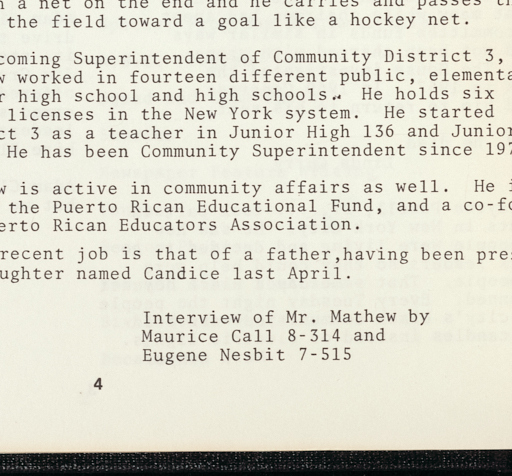 a net on the end and he carries and passes th
the field toward a goal like a hockey net.
coming Superintendent of Community District 3,
w worked in fourteen different public, elementa
r high school and high schools. He holds six
licenses in the New York system. He started
ct 3 as a teacher in Junior High 136 and Junior
He has been Community Superintendent since 197
w is active in community affairs as well. He i
the Puerto Rican Educational Fund, and a co-fo
erto Rican Educators Association.
recent job is that of a father,having been pre
aughter named Candice last April.
Interview of Mr. Mathew by
Maurice Call 8-314 and
Eugene Nesbit 7-515
4